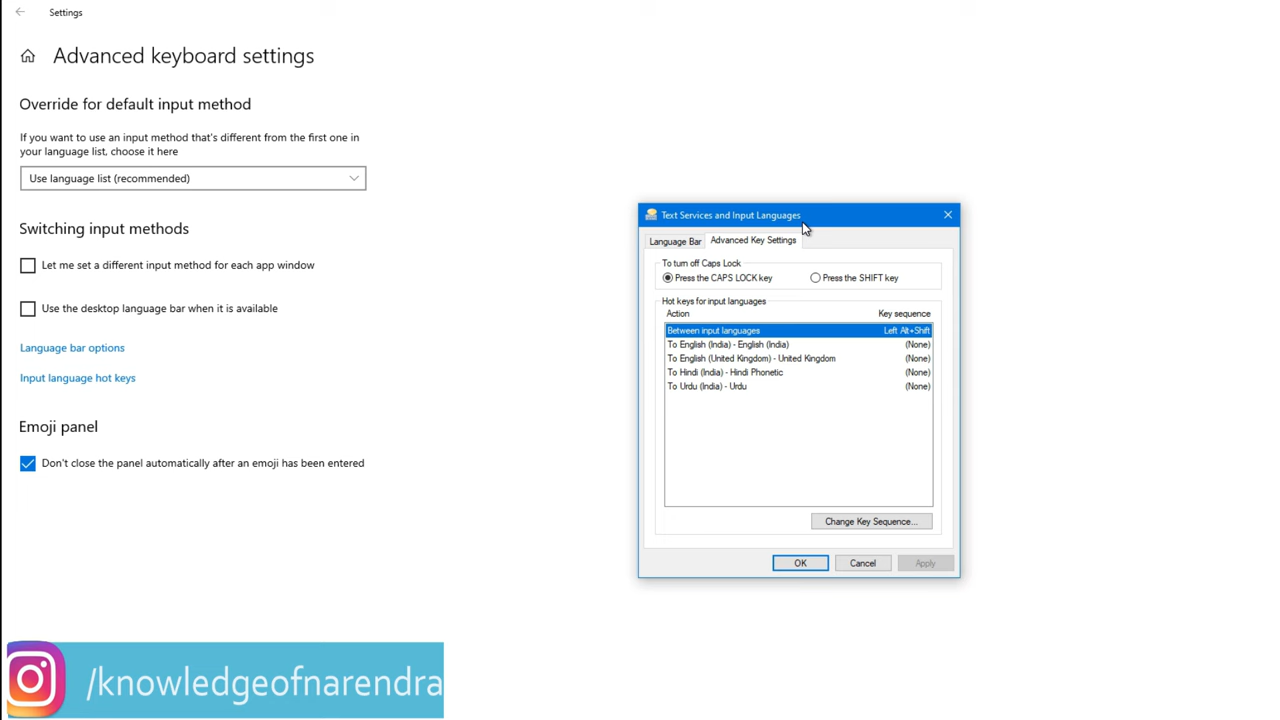 Settings
Advanced keyboard settings
Override for default input method
If you want to use an input method that's different from the first one in
your language list, choose it here
Use language list (recommended)
Switching input methods
Let me set a different input method for each app window
Use the desktop language bar when it is available
Language bar options
Input language hot keys
Emoji panel
Don't close the panel automatically after an emoji has been entered
Text Services and Input Languages
Language Bar Advanced Key Settings
To turn off Caps Lock
Press the CAPS LOCK key Press the SHIFT key
Hot keys for input languages
Action Key sequence
Between input languages Left Alt+Shift
To English (India) - English (India) (None)
To English (United Kingdom) - United Kingdom (None)
To Hindi (India) - Hindi Phonetic (None)
To Urdu (India) - Urdu (None)
Change Key Sequence...
OK Cancel Apply
/knowledgeofnarendra